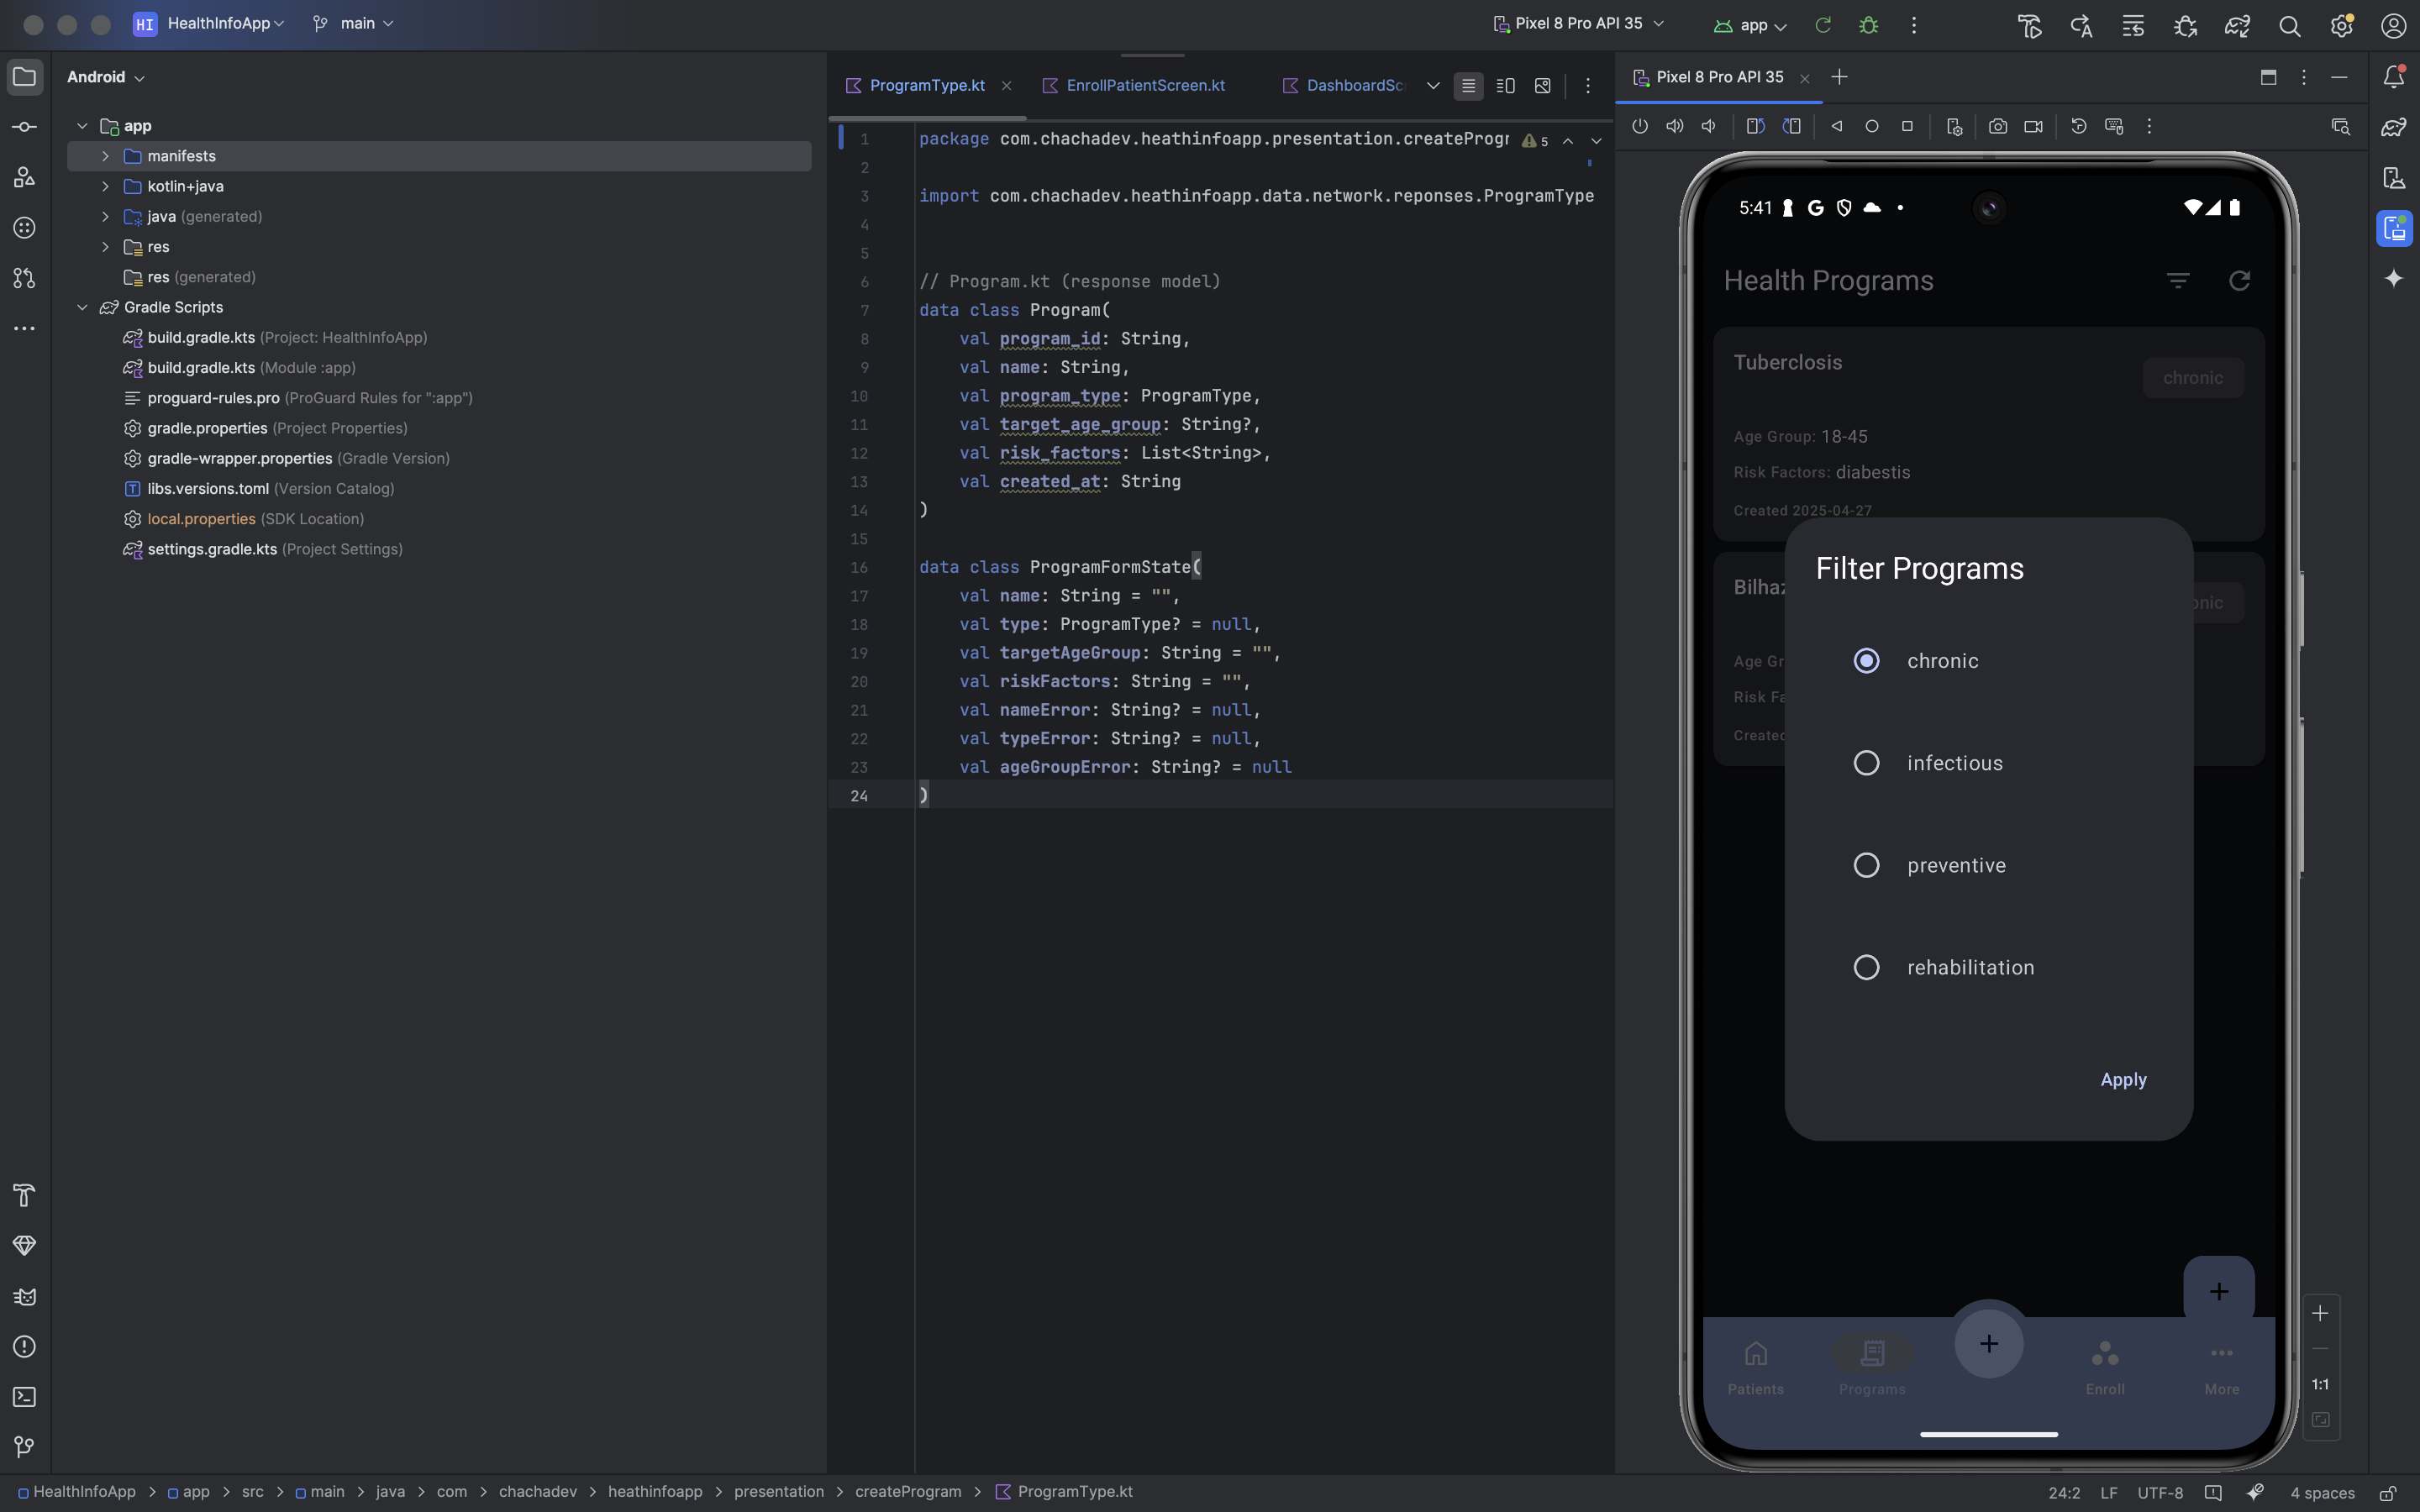 HI HealthInfoApp main Pixel 8 Pro API 35 app
Android
app
manifests
kotlin+java
java (generated)
res
res (generated)
Gradle Scripts
build.gradle.kts (Project: HealthInfoApp)
build.gradle.kts (Module :app)
proguard-rules.pro (ProGuard Rules for ":app")
gradle.properties (Project Properties)
gradle-wrapper.properties (Gradle Version)
libs.versions.toml (Version Catalog)
local.properties (SDK Location)
settings.gradle.kts (Project Settings)
ProgramType.kt EnrollPatientScreen.kt DashboardSc
5
1 package com.chachadev.heathinfoapp.presentation.createProgr
2
3 import com.chachadev.heathinfoapp.data.network.reponses.ProgramType
4
5
6 // Program.kt (response model)
7 data class Program(
8 val program_id: String,
9 val name: String,
10 val program_type: ProgramType,
11 val target_age_group: String?,
12 val risk_factors: List<String>,
13 val created_at: String
14 )
15
16 data class ProgramFormState(
17 val name: String = "",
18 val type: ProgramType? = null,
19 val targetAgeGroup: String = "",
20 val riskFactors: String = "",
21 val nameError: String? = null,
22 val typeError: String? = null,
23 val ageGroupError: String? = null
24 )
Pixel 8 Pro API 35
5:41
Health Programs
Tuberclosis
chronic
Age Group: 18-45
Risk Factors: diabestis
Created 2025-04-27
Bilhaz
onic
Age Gr
Risk Fa
Created
Filter Programs
chronic
infectious
preventive
rehabilitation
Apply
Patients Programs Enroll More
1:1
HealthInfoApp > app > src > main > java > com > chachadev > heathinfoapp > presentation > createProgram > ProgramType.kt
24:2 LF UTF-8 4 spaces